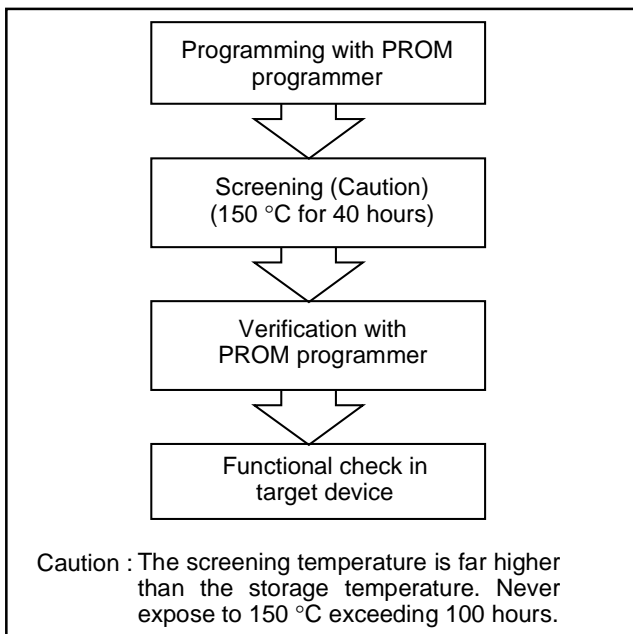 Programming with PROM
programmer
Screening (Caution)
(150 °C for 40 hours)
Verification with
PROM programmer
Functional check in
target device
Caution : The screening temperature is far higher
than the storage temperature. Never
expose to 150 °C exceeding 100 hours.